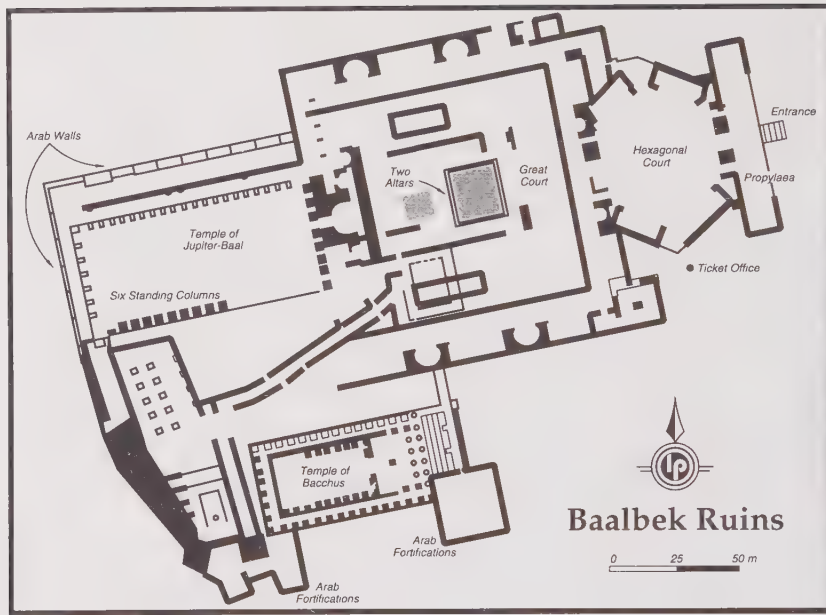 Arab Walls
Two
Altars
Great
Court
Hexagonal
Court
Entrance
Propylaea
Temple of
Jupiter-Baal
Six Standing Columns
Ticket Office
Temple of
Bacchus
Arab
Fortifications
Arab
Fortifications
lp
Baalbek Ruins
0 25 50 m